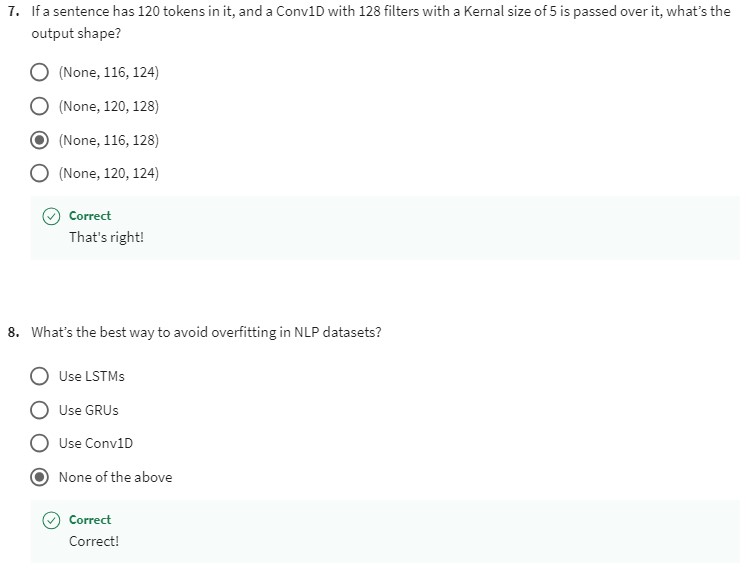 7. If a sentence has 120 tokens in it, and a Conv1D with 128 filters with a Kernal size of 5 is passed over it, what's the
output shape?
(None, 116, 124)
(None, 120, 128)
(None, 116, 128)
(None, 120, 124)
Correct
That's right!
8. What's the best way to avoid overfitting in NLP datasets?
Use LSTMs
Use GRUs
Use Conv1D
None of the above
Correct
Correct!